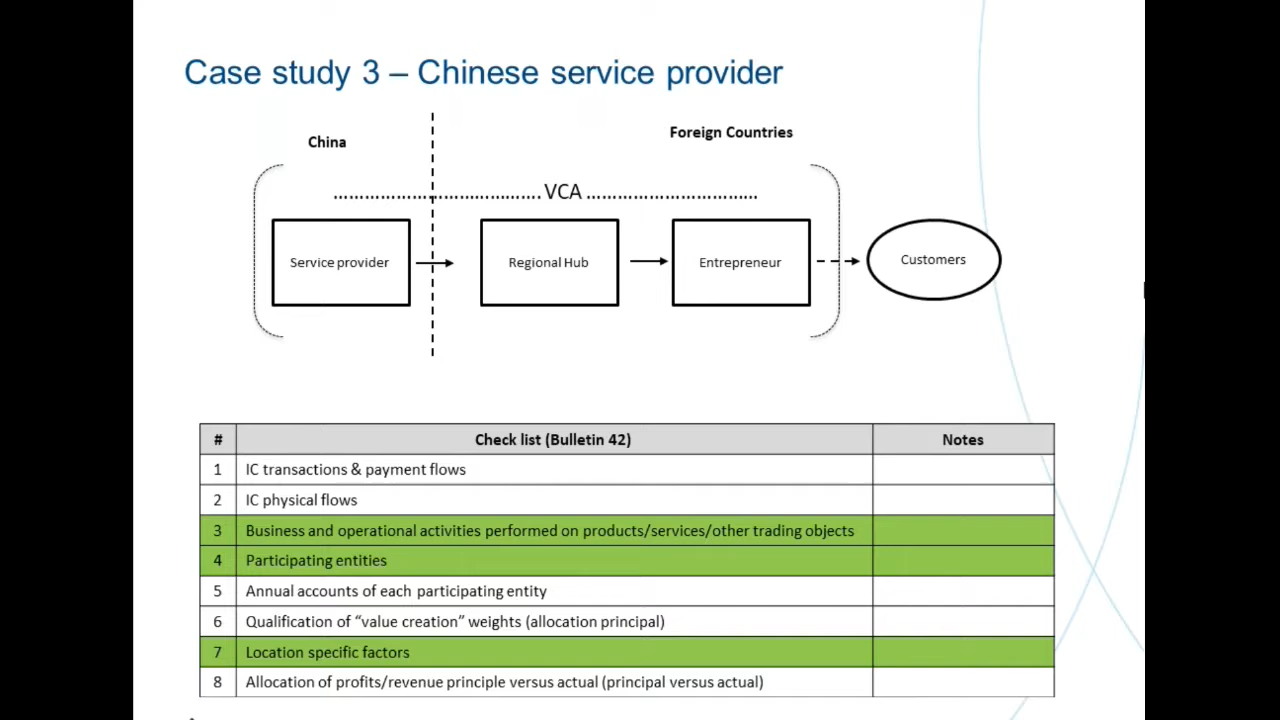 Case study 3 – Chinese service provider
China
Foreign Countries
........................................VCA.................................
Service provider
Regional Hub
Entrepreneur
Customers
# Check list (Bulletin 42) Notes
1 IC transactions & payment flows
2 IC physical flows
3 Business and operational activities performed on products/services/other trading objects
4 Participating entities
5 Annual accounts of each participating entity
6 Qualification of “value creation” weights (allocation principal)
7 Location specific factors
8 Allocation of profits/revenue principle versus actual (principal versus actual)